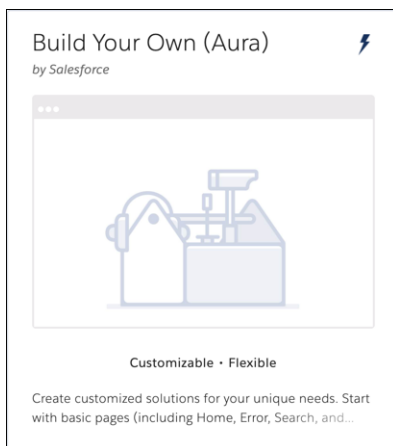 Build Your Own (Aura)
by Salesforce
Customizable • Flexible
Create customized solutions for your unique needs. Start
with basic pages (including Home, Error, Search, and...